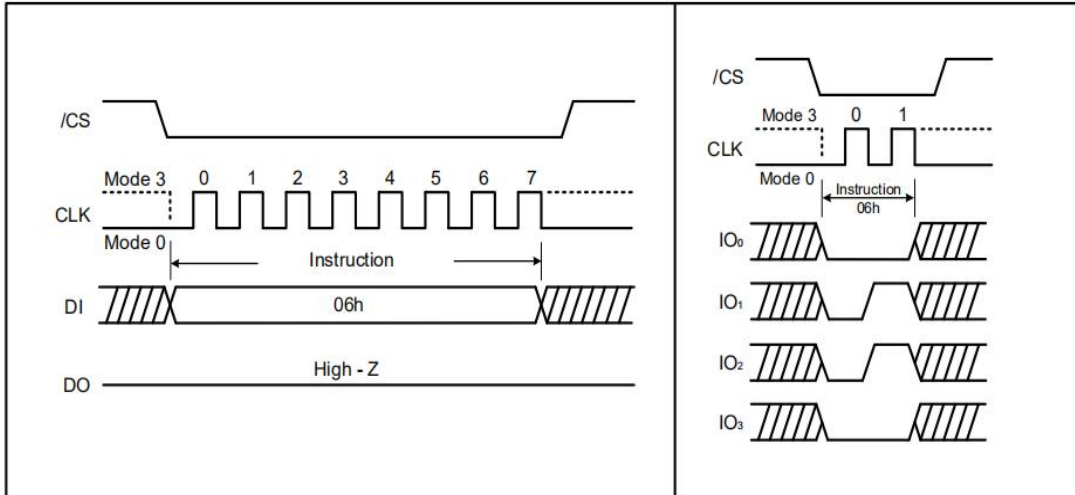 /CS
Mode 3 0 1 2 3 4 5 6 7
CLK
Mode 0
Instruction
DI 06h
High - Z
DO
/CS
Mode 3 0 1
CLK
Mode 0 Instruction
06h
IO₀
IO₁
IO₂
IO₃